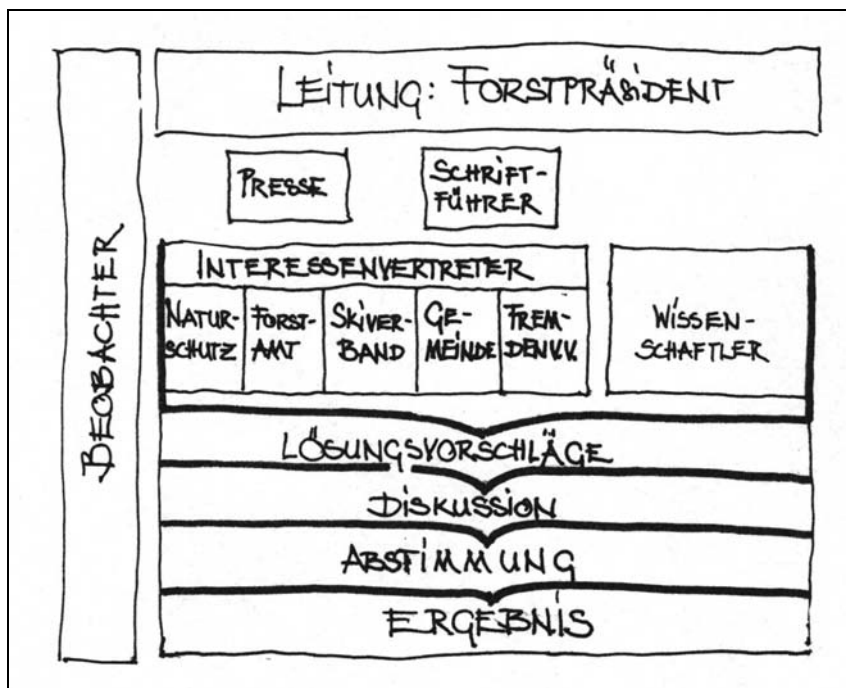 LEITUNG: FORSTPRÄSIDENT
BEOBACHTER
PRESSE
SCHRIFT-
FÜHRER
INTERESSENVERTRETER
NATUR-
SCHUTZ
FORST-
AMT
SKIVER-
BAND
GE-
MEINDE
FREM-
DENV.V.
WISSEN-
SCHAFTLER
LÖSUNGSVORSCHLÄGE
DISKUSSION
ABSTIMMUNG
ERGEBNIS